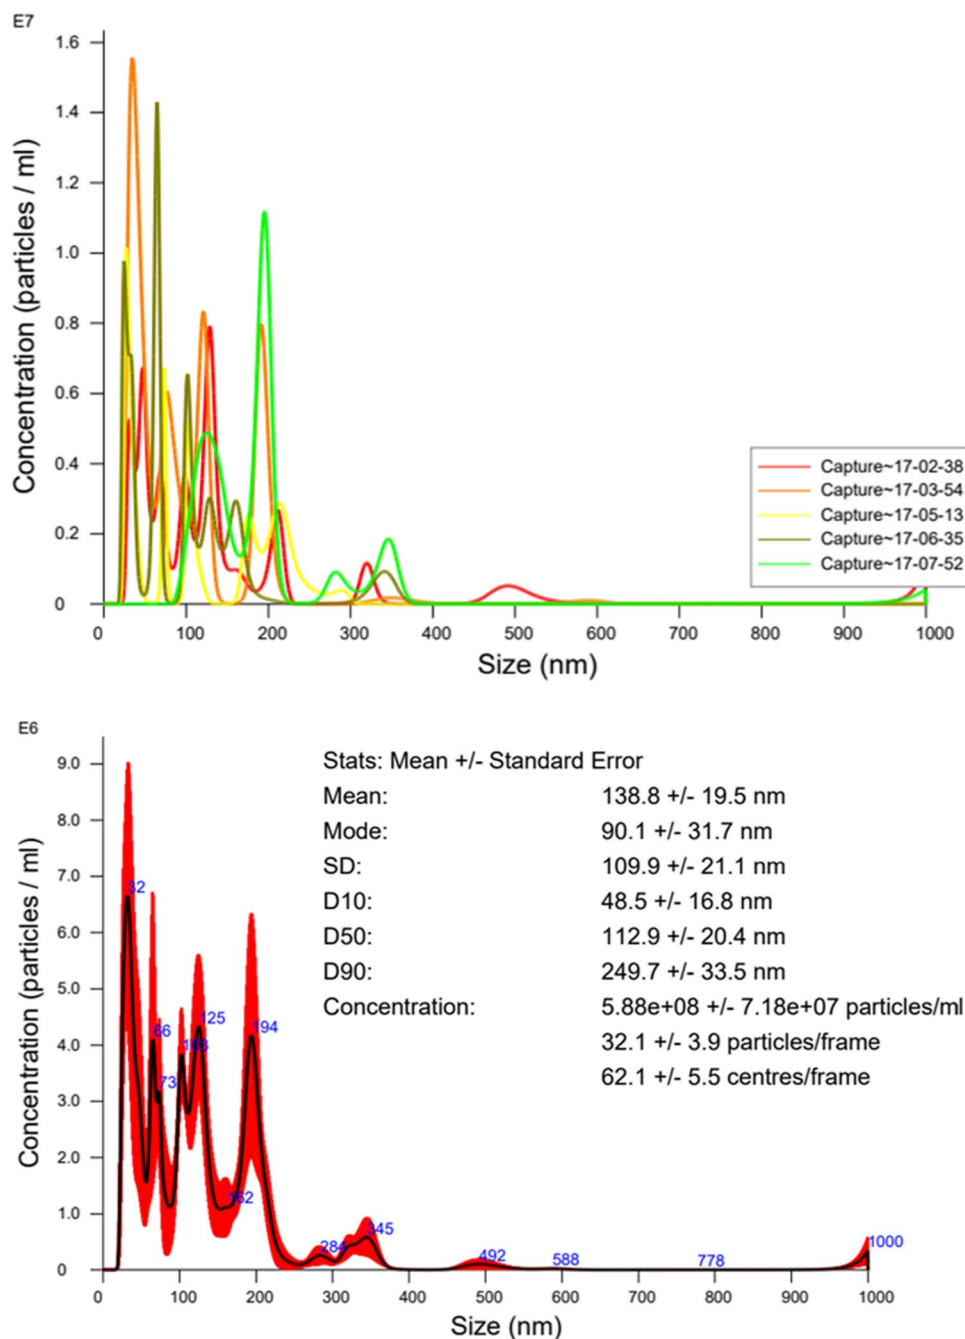 E7
1.6
1.4
1.2
1.0
0.8
0.6
0.4
0.2
0
Concentration (particles / ml)
Capture~17-02-38
Capture~17-03-54
Capture~17-05-13
Capture~17-06-35
Capture~17-07-52
0 100 200 300 400 500 600 700 800 900 1000
Size (nm)
E6
9.0
8.0
7.0
6.0
5.0
4.0
3.0
2.0
1.0
0
Concentration (particles / ml)
Stats: Mean +/- Standard Error
Mean: 138.8 +/- 19.5 nm
Mode: 90.1 +/- 31.7 nm
SD: 109.9 +/- 21.1 nm
D10: 48.5 +/- 16.8 nm
D50: 112.9 +/- 20.4 nm
D90: 249.7 +/- 33.5 nm
Concentration: 5.88e+08 +/- 7.18e+07 particles/ml
32.1 +/- 3.9 particles/frame
62.1 +/- 5.5 centres/frame
32
66
73
103
125
162
194
284
345
492
588
778
1000
0 100 200 300 400 500 600 700 800 900 1000
Size (nm)